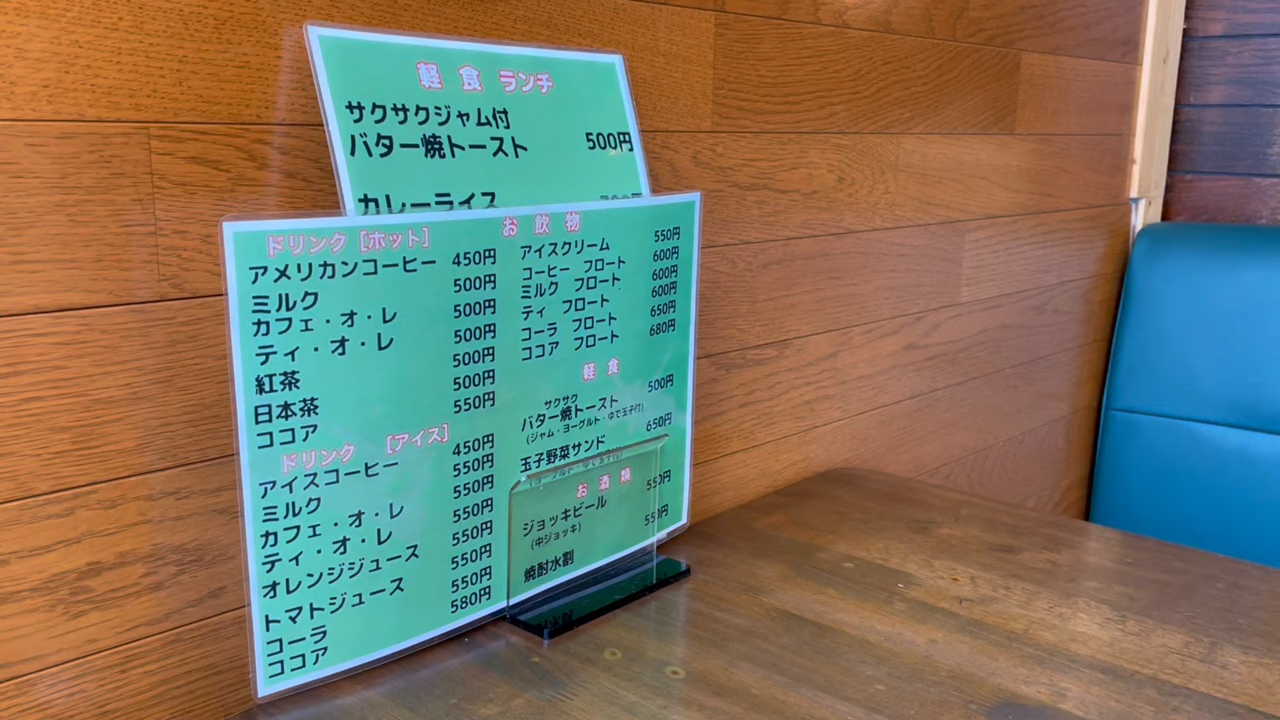 軽食 ランチ
サクサクジャム付
バター焼トースト 500円
カレーライス
お飲物
ドリンク [ホット]
アメリカンコーヒー 450円
ミルク 500円
カフェ・オ・レ 500円
ティ・オ・レ 500円
紅茶 500円
日本茶 500円
ココア 550円
ドリンク [アイス]
アイスコーヒー 450円
ミルク 550円
カフェ・オ・レ 550円
ティ・オ・レ 550円
オレンジジュース 550円
トマトジュース 550円
コーラ 550円
ココア 580円
アイスクリーム 550円
コーヒー フロート 600円
ミルク フロート 600円
ティ フロート 600円
コーラ フロート 650円
ココア フロート 680円
軽食
サクサク
バター焼トースト 500円
(ジャム・ヨーグルト・ゆで玉子付)
玉子野菜サンド 650円
お酒類
ジョッキビール 550円
(中ジョッキ)
焼酎水割 550円